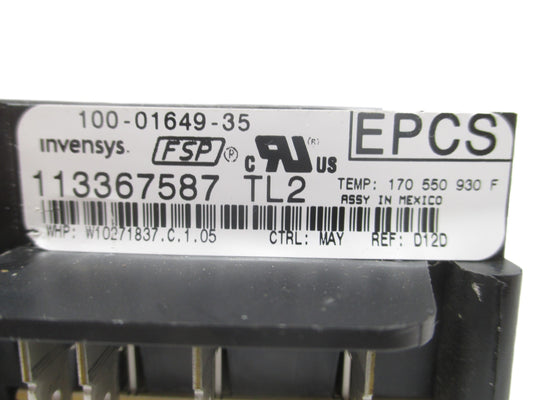 100-01649-35
EPCS
invensys. FSP® C UR US (R)
113367587 TL2 TEMP: 170 550 930 F
ASSY IN MEXICO
WHP: W10271837.C.1.05 CTRL: MAY REF: D12D